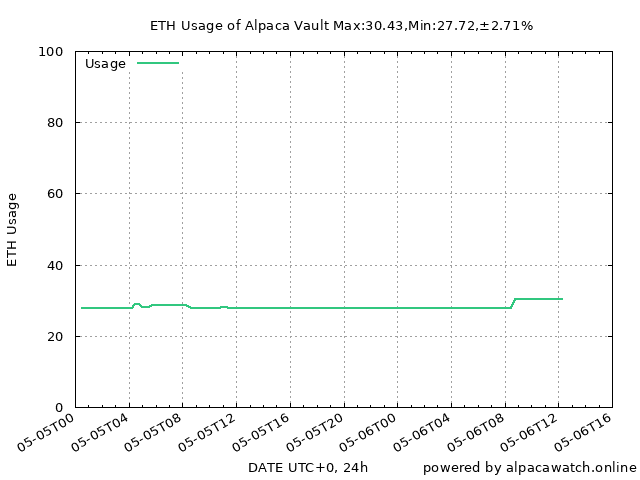 ETH Usage of Alpaca Vault Max:30.43,Min:27.72,±2.71%
100
80
60
40
20
0
Usage
ETH Usage
05-05T00
05-05T04
05-05T08
05-05T12
05-05T16
05-05T20
05-06T00
05-06T04
05-06T08
05-06T12
05-06T16
DATE UTC+0, 24h
powered by alpacawatch.online